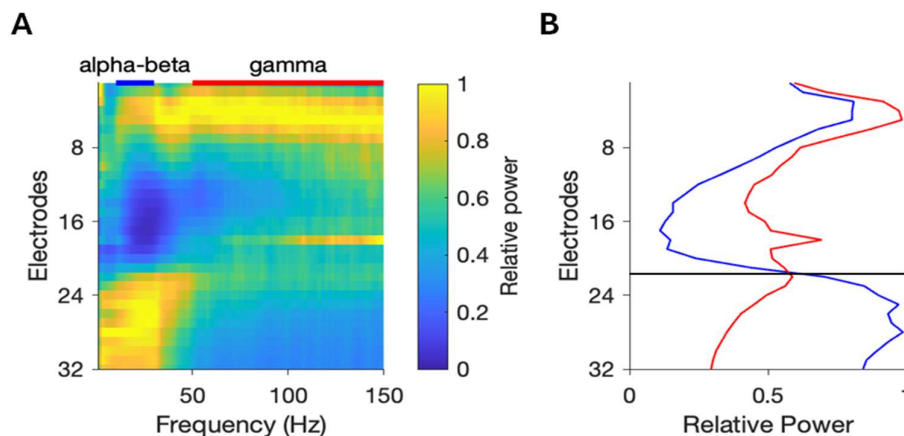 A
alpha-beta
gamma
Electrodes
8
16
24
32
50
100
150
Frequency (Hz)
1
0.8
0.6
0.4
0.2
0
Relative power
B
Electrodes
8
16
24
32
0
0.5
1
Relative Power